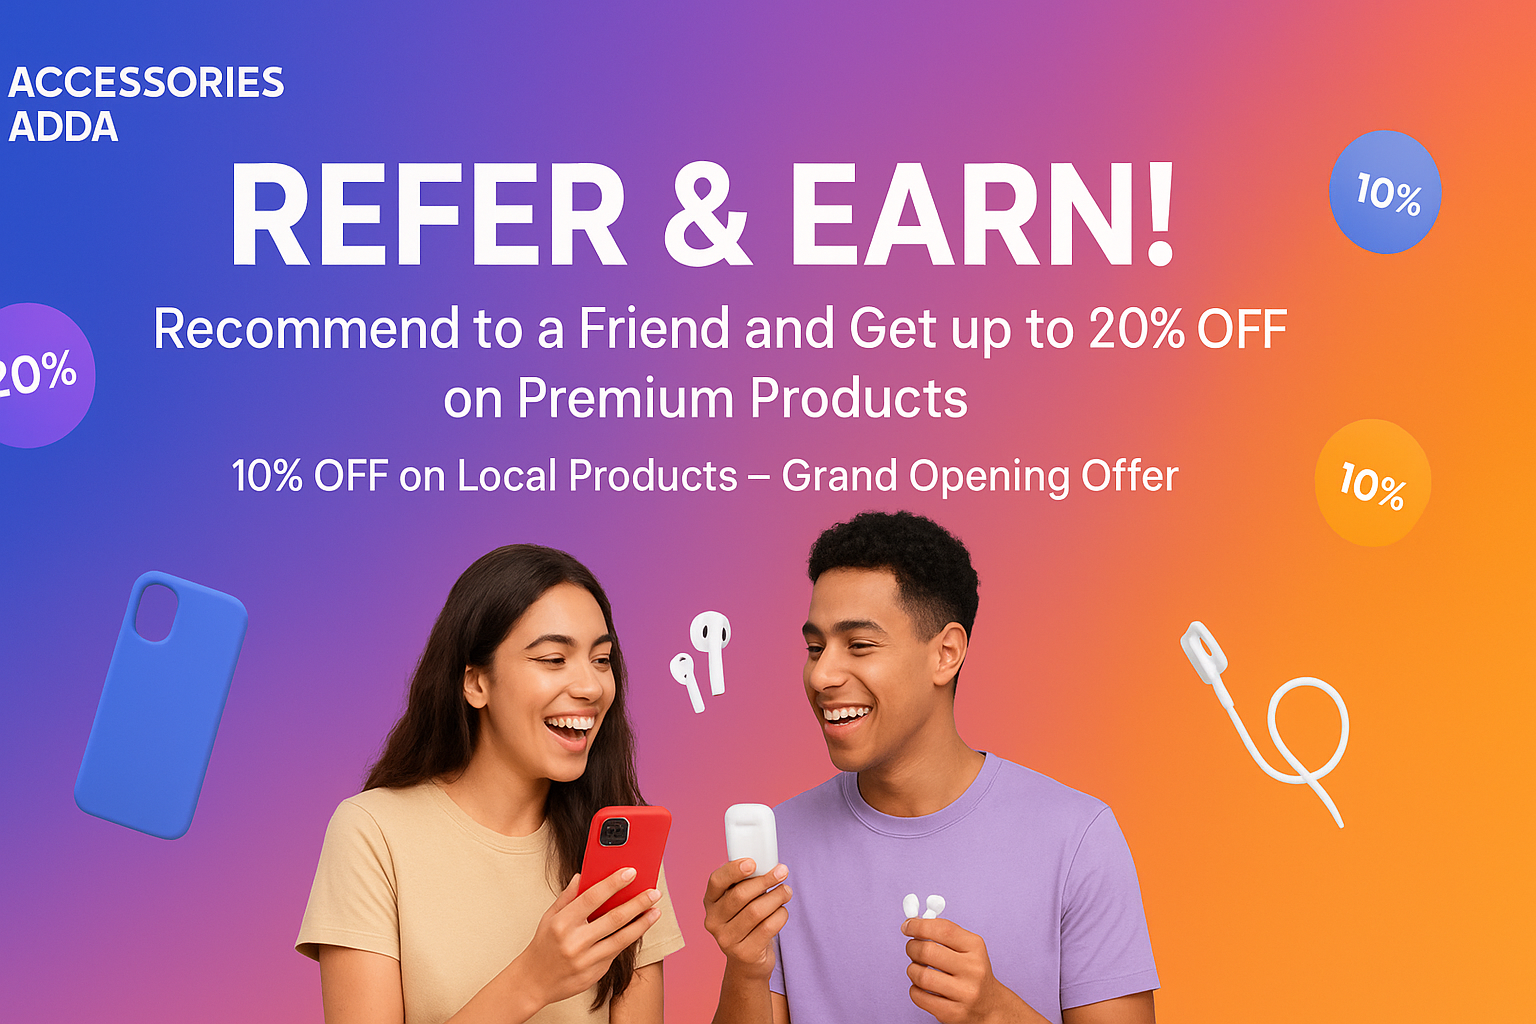 ACCESSORIES
ADDA
REFER & EARN!
10%
Recommend to a Friend and Get up to 20% OFF
20%
on Premium Products
10% OFF on Local Products – Grand Opening Offer
10%